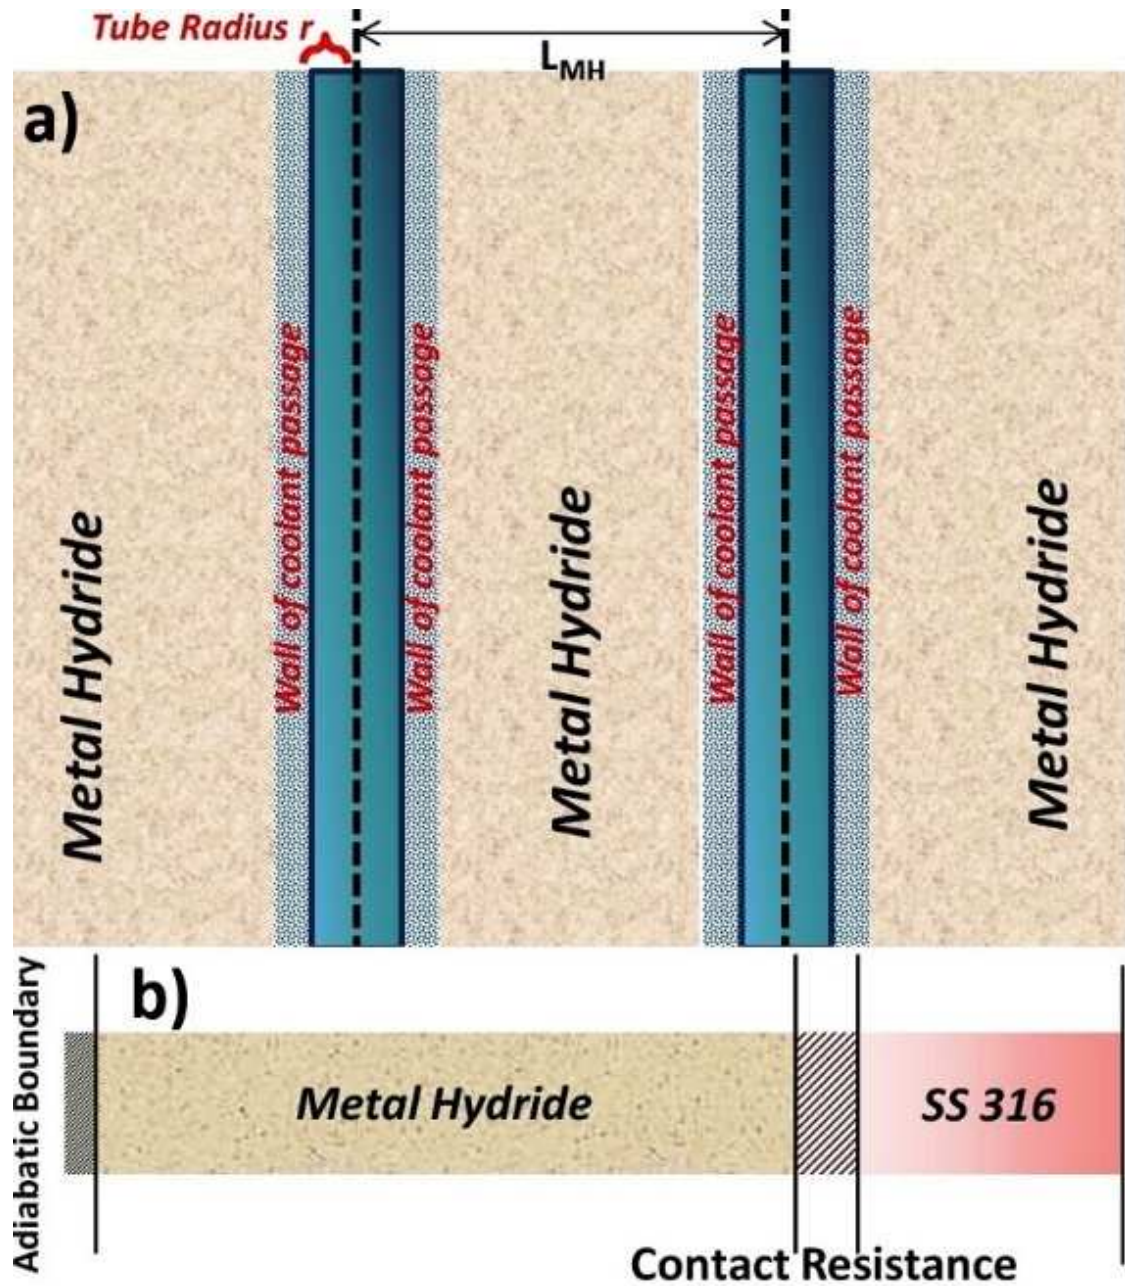 Tube Radius r
L_MH
a)
Wall of coolant passage
Wall of coolant passage
Wall of coolant passage
Wall of coolant passage
Metal Hydride
Metal Hydride
Metal Hydride
b)
Adiabatic Boundary
Metal Hydride
SS 316
Contact Resistance